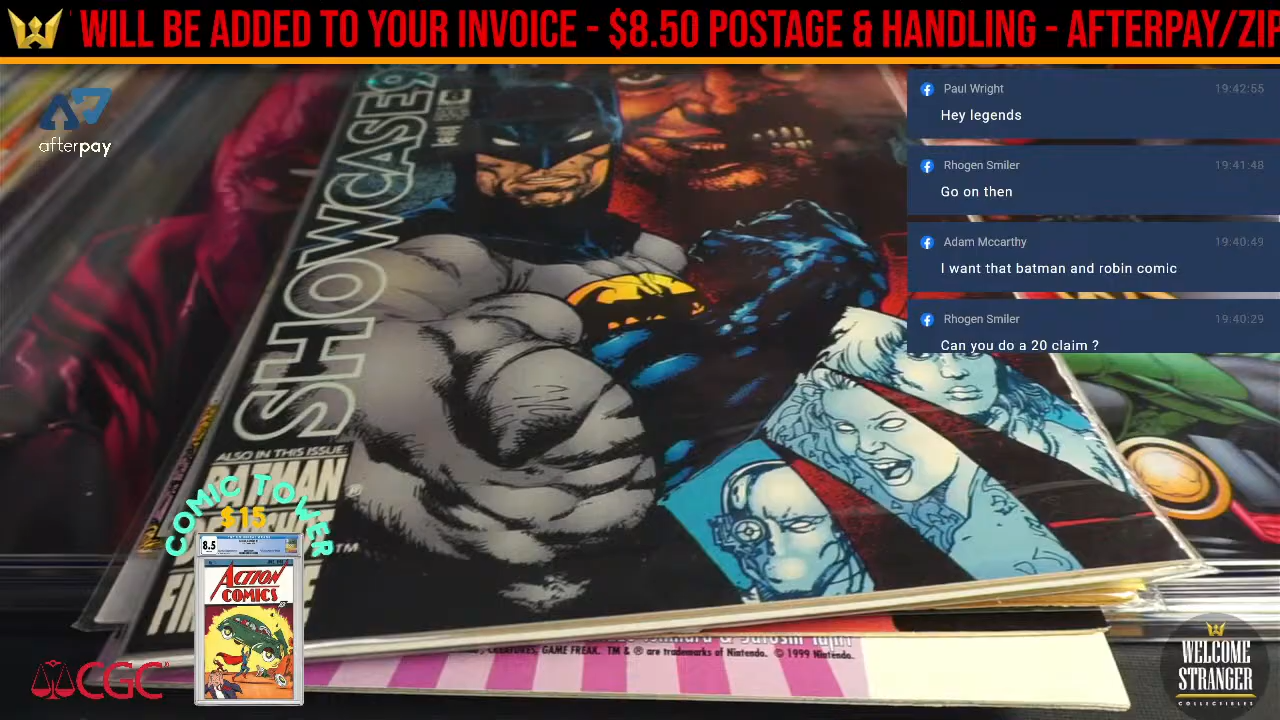 WILL BE ADDED TO YOUR INVOICE - $8.50 POSTAGE & HANDLING - AFTERPAY/ZIP
afterpay
Paul Wright 19:42:55
Hey legends
Rhogen Smiler 19:41:48
Go on then
Adam Mccarthy 19:40:49
I want that batman and robin comic
Rhogen Smiler 19:40:29
Can you do a 20 claim ?
SHOWCASE
ALSO IN THIS ISSUE:
BATMAN
COMIC TOWER
$15
8.5
ACTION
COMICS
CGC
CREATURES, GAME FREAK. TM & ® are trademarks of Nintendo. © 1999 Nintendo.
WELCOME
STRANGER
COLLECTIBLES